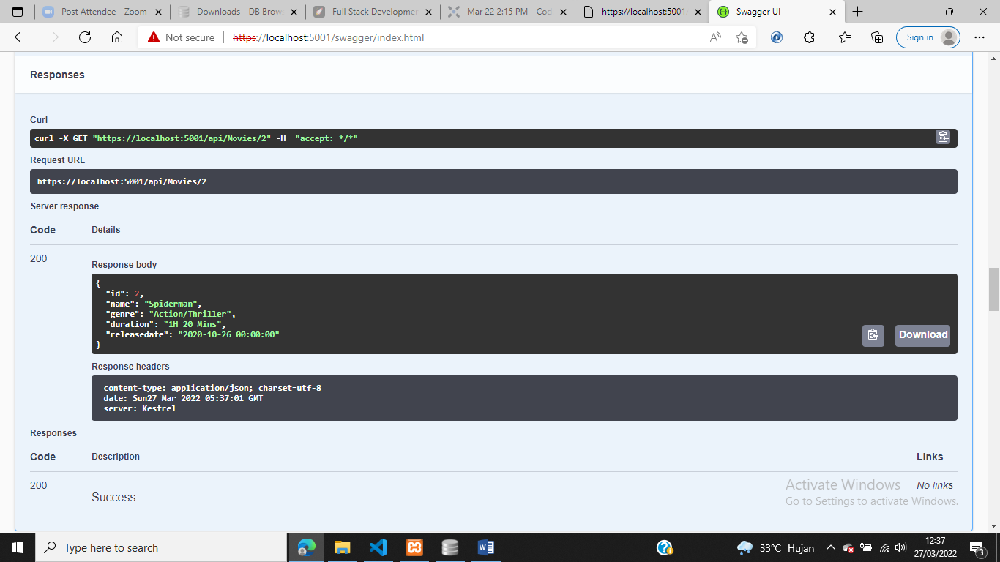 Post Attendee - Zoom
Downloads - DB Brow
Full Stack Developmer
Mar 22 2:15 PM - Cod
https://localhost:5001/
Swagger UI
Not secure
https://localhost:5001/swagger/index.html
Sign in
Responses
Curl
curl -X GET "https://localhost:5001/api/Movies/2" -H  "accept: */*"
Request URL
https://localhost:5001/api/Movies/2
Server response
Code Details
200
Response body
{
"id": 2,
"name": "Spiderman",
"genre": "Action/Thriller",
"duration": "1H 20 Mins",
"releasedate": "2020-10-26 00:00:00"
}
Download
Response headers
content-type: application/json; charset=utf-8
date: Sun27 Mar 2022 05:37:01 GMT
server: Kestrel
Responses
Code Description Links
200 No links
Success
Activate Windows
Go to Settings to activate Windows.
Type here to search
33°C Hujan
12:37
27/03/2022
3